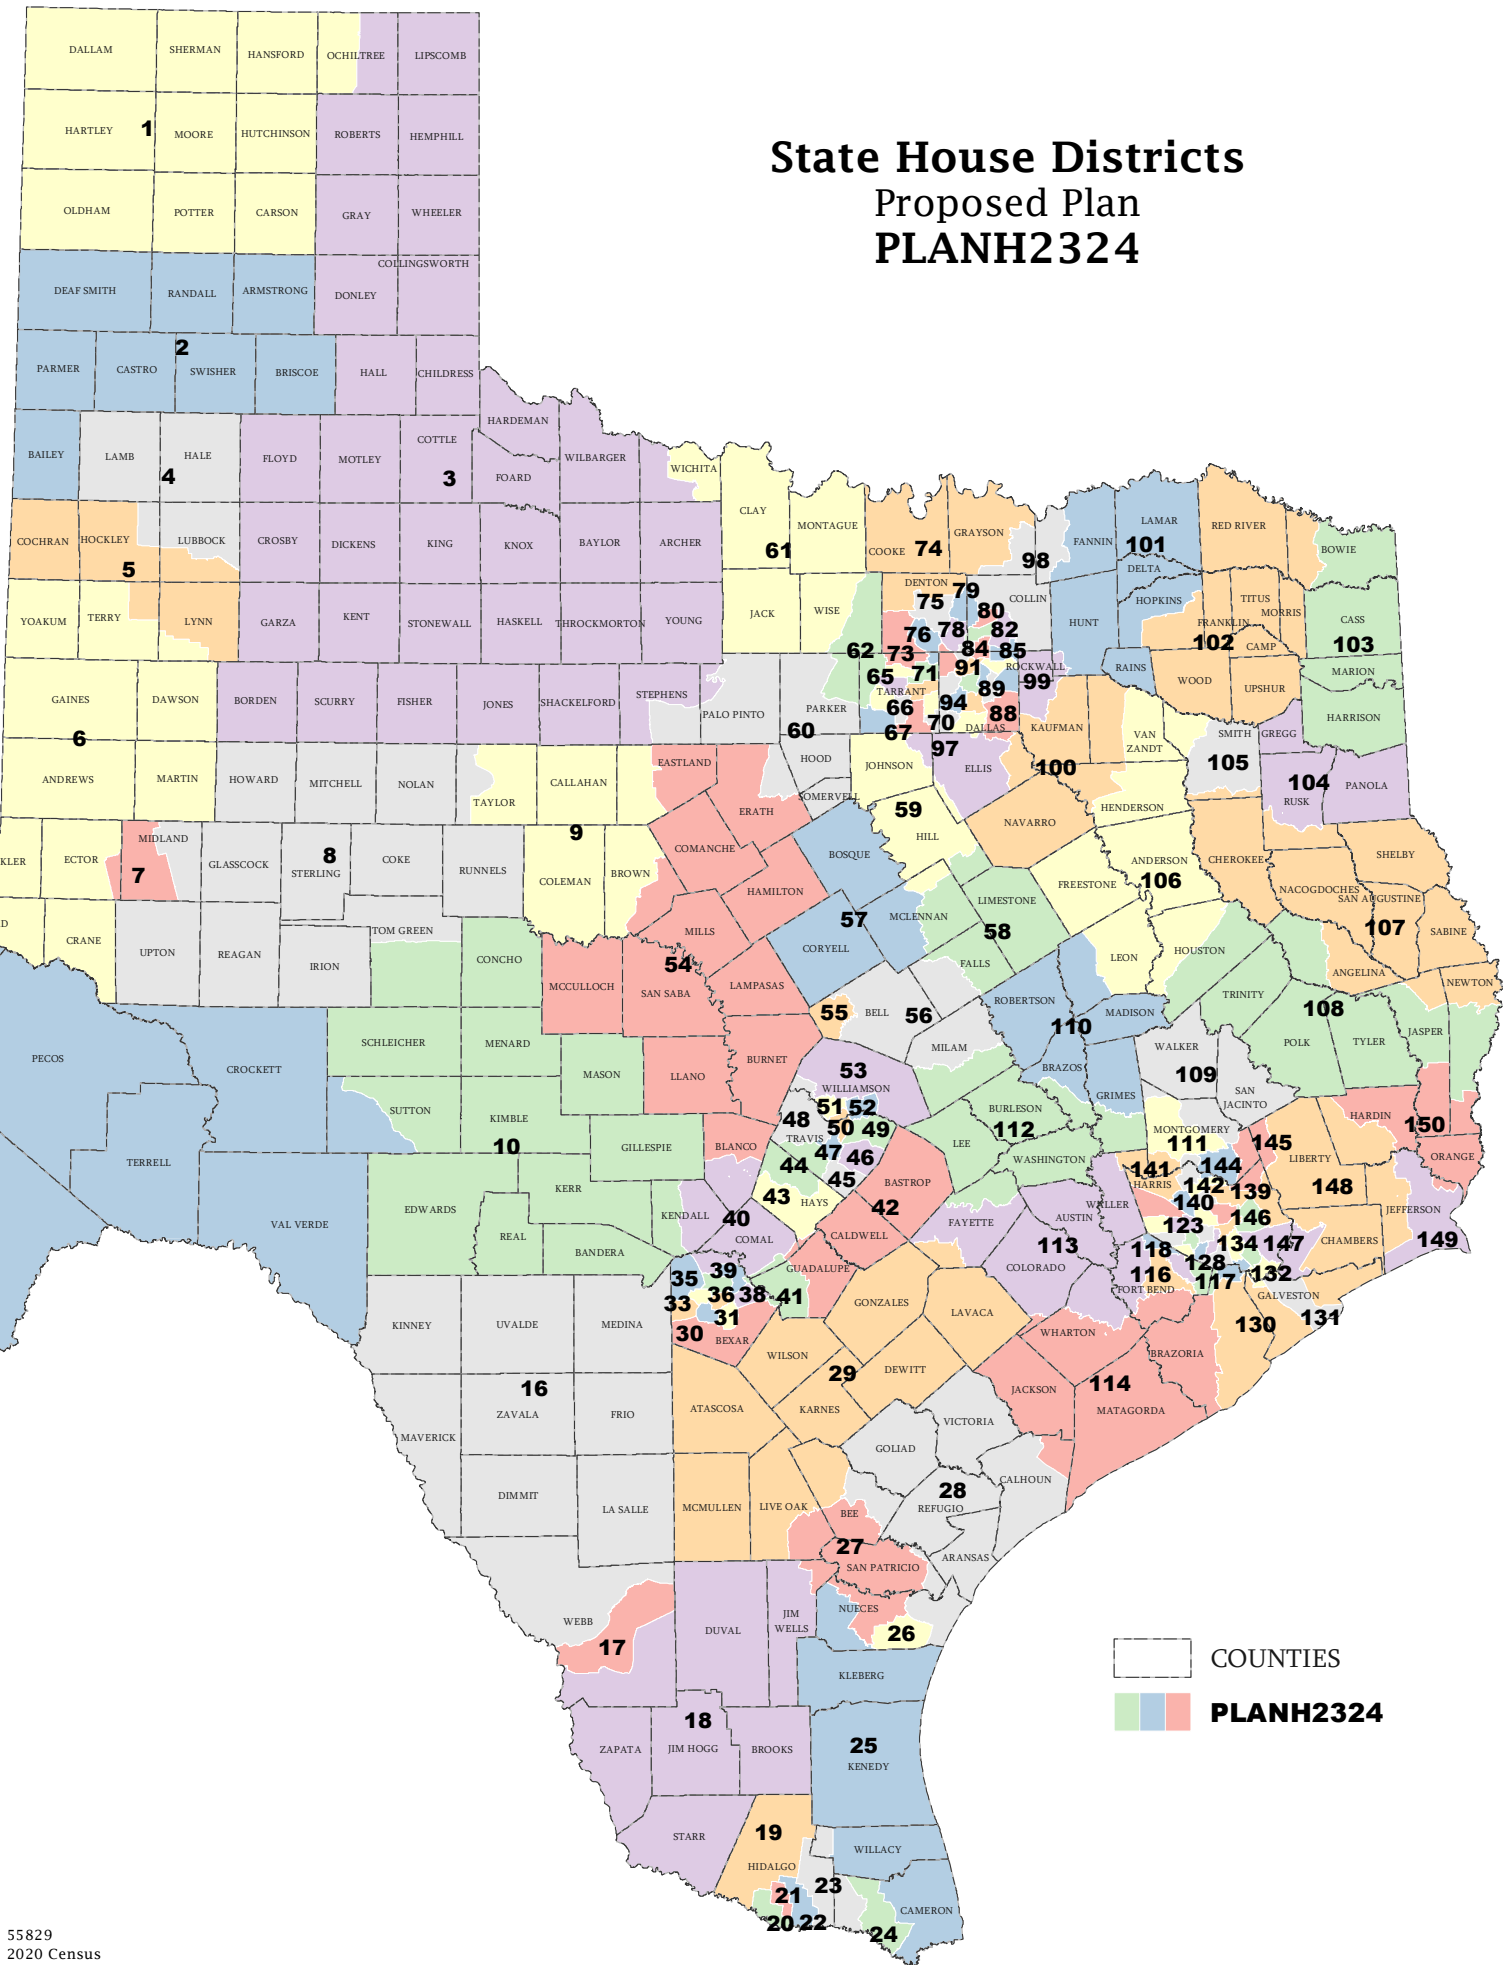 State House Districts
Proposed Plan
PLANH2324
DALLAM SHERMAN HANSFORD OCHILTREE LIPSCOMB
HARTLEY 1 MOORE HUTCHINSON ROBERTS HEMPHILL
OLDHAM POTTER CARSON GRAY WHEELER
COLLINGSWORTH
DEAF SMITH RANDALL ARMSTRONG DONLEY
2
PARMER CASTRO SWISHER BRISCOE HALL CHILDRESS
HARDEMAN
BAILEY LAMB HALE FLOYD MOTLEY COTTLE WILBARGER WICHITA
4 3 FOARD
CLAY MONTAGUE
COCHRAN HOCKLEY LUBBOCK CROSBY DICKENS KING KNOX BAYLOR ARCHER
61 COOKE 74 GRAYSON 98 FANNIN LAMAR 101 DELTA RED RIVER BOWIE
5
YOAKUM TERRY LYNN GARZA KENT STONEWALL HASKELL THROCKMORTON YOUNG JACK WISE
DENTON 75 79 80 COLLIN HUNT HOPKINS FRANKLIN TITUS MORRIS CASS
76 78 82 102 CAMP 103
62 73 84 85 RAINS MARION
65 71 91 ROCKWALL WOOD UPSHUR
TARRANT 89 99
66 94 HARRISON
GAINES DAWSON BORDEN SCURRY FISHER JONES SHACKELFORD STEPHENS PALO PINTO PARKER
60 67 70 88 DALLAS KAUFMAN VAN ZANDT SMITH GREGG
6 97 105
ANDREWS MARTIN HOWARD MITCHELL NOLAN TAYLOR CALLAHAN EASTLAND HOOD JOHNSON ELLIS 100 104 PANOLA
ERATH SOMERVELL 59 HENDERSON RUSK
NAVARRO
KLER ECTOR MIDLAND GLASSCOCK 8 COKE RUNNELS 9 COMANCHE BOSQUE HILL
7 STERLING COLEMAN BROWN HAMILTON ANDERSON CHEROKEE SHELBY
FREESTONE 106 NACOGDOCHES
LIMESTONE SAN AUGUSTINE
D CRANE TOM GREEN MILLS 57 MCLENNAN 58 107 SABINE
UPTON REAGAN IRION CONCHO 54 CORYELL FALLS LEON HOUSTON ANGELINA
MCCULLOCH SAN SABA LAMPASAS NEWTON
55 BELL 56 ROBERTSON MADISON TRINITY 108
110
PECOS CROCKETT SCHLEICHER MENARD BURNET MILAM WALKER POLK TYLER JASPER
MASON LLANO 53 BRAZOS 109
WILLIAMSON SAN JACINTO
SUTTON KIMBLE 51 52 BURLESON GRIMES HARDIN
48 TRAVIS 50 49 112 MONTGOMERY 150
10 GILLESPIE BLANCO 47 46 LEE 111 145 ORANGE
TERRELL 44 45 WASHINGTON 141 144 LIBERTY
KERR 43 HAYS BASTROP HARRIS 142 139 148
EDWARDS KENDALL 42 WALLER 140 JEFFERSON
VAL VERDE REAL 40 CALDWELL FAYETTE AUSTIN 123 146
BANDERA COMAL 113 118 134 147 CHAMBERS 149
35 39 GUADALUPE COLORADO 128
33 36 38 41 116 117 132
31 GONZALES LAVACA FORT BEND GALVESTON
KINNEY UVALDE MEDINA 30 BEXAR WHARTON 130 131
WILSON DEWITT BRAZORIA
16 29 JACKSON 114
ZAVALA FRIO ATASCOSA KARNES MATAGORDA
MAVERICK VICTORIA
GOLIAD
CALHOUN
DIMMIT LA SALLE MCMULLEN LIVE OAK 28
BEE REFUGIO
27 ARANSAS
SAN PATRICIO
WEBB JIM WELLS NUECES
17 DUVAL 26
KLEBERG
18
ZAPATA JIM HOGG BROOKS 25
KENEDY
STARR 19 WILLACY
HIDALGO
21 23
20 22 24 CAMERON
COUNTIES
PLANH2324
55829
2020 Census